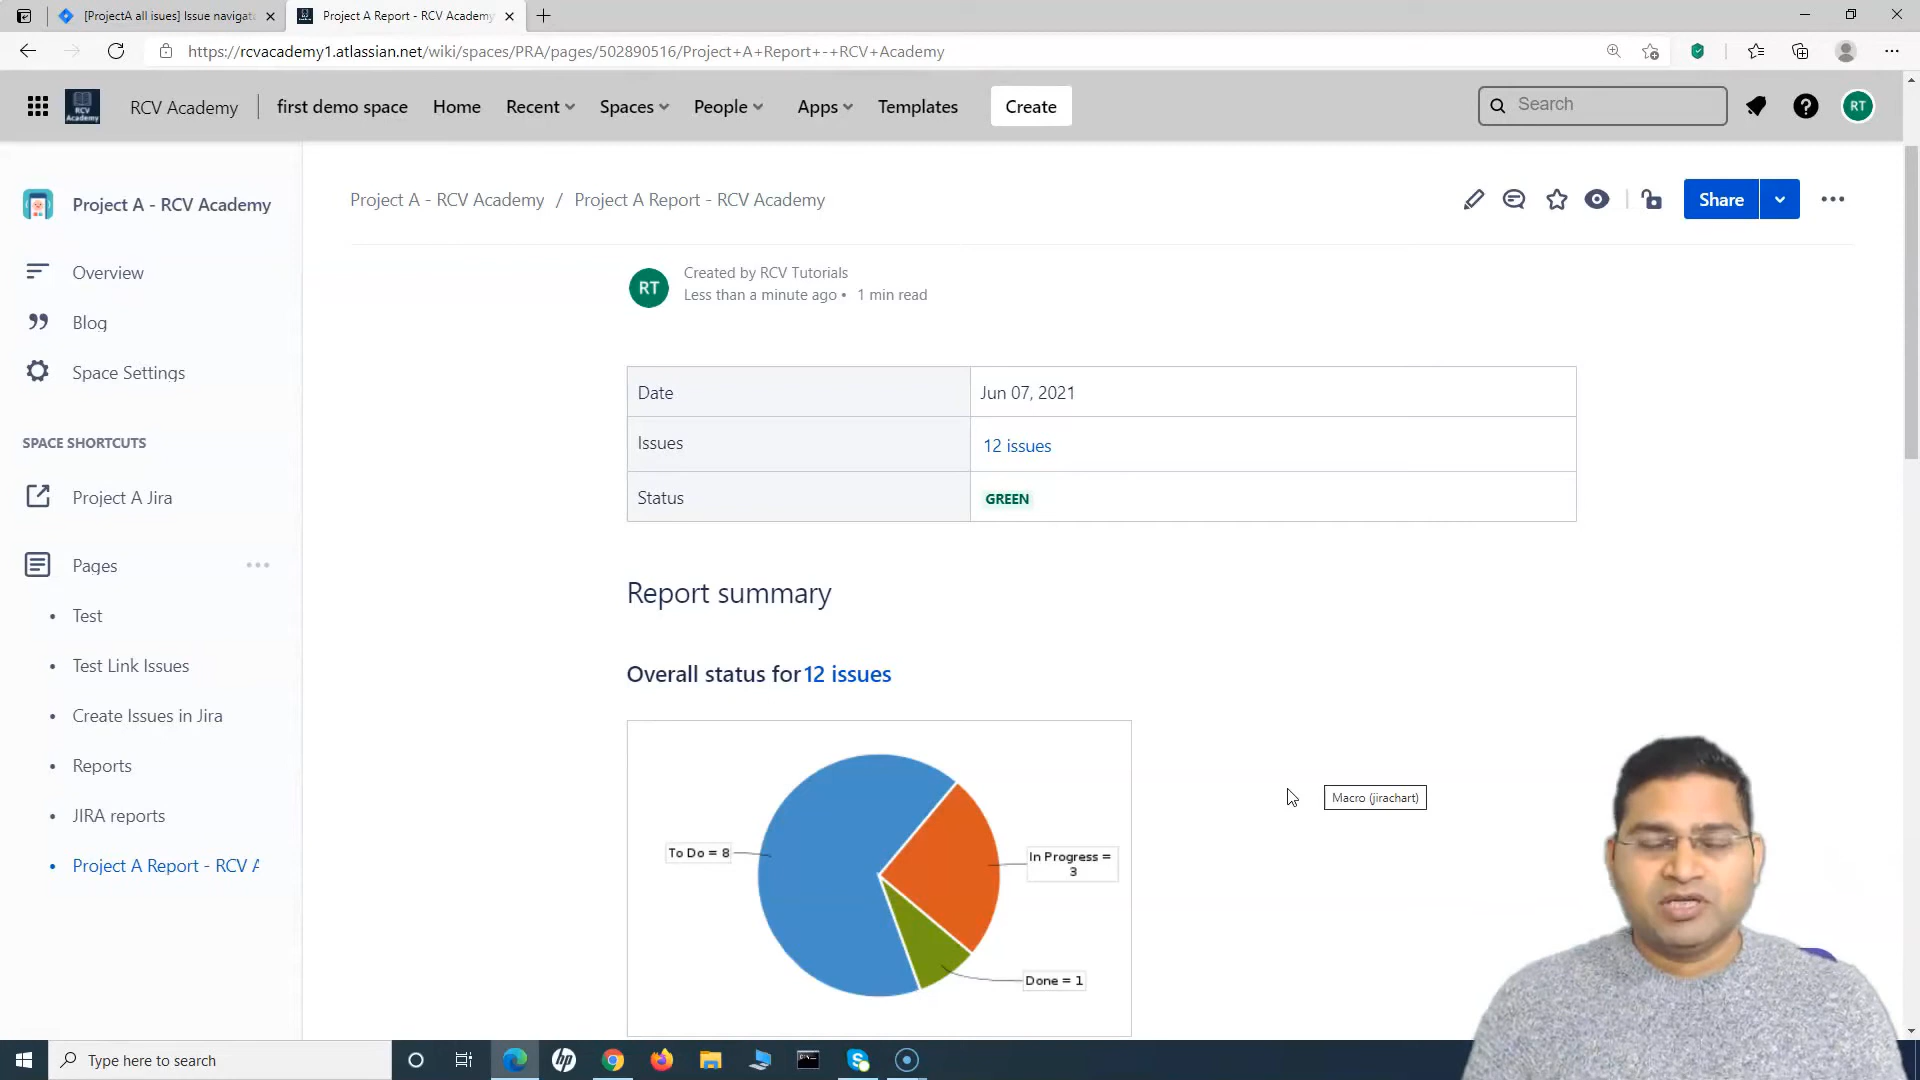 [ProjectA all isues] Issue navigat
Project A Report - RCV Academy
https://rcvacademy1.atlassian.net/wiki/spaces/PRA/pages/502890516/Project+A+Report+-+RCV+Academy
RCV Academy
RCV Academy
first demo space
Home
Recent
Spaces
People
Apps
Templates
Create
Search
RT
Project A - RCV Academy
Overview
Blog
Space Settings
SPACE SHORTCUTS
Project A Jira
Pages
Test
Test Link Issues
Create Issues in Jira
Reports
JIRA reports
Project A Report - RCV A
Project A - RCV Academy / Project A Report - RCV Academy
Share
RT
Created by RCV Tutorials
Less than a minute ago • 1 min read
Date Jun 07, 2021
Issues 12 issues
Status GREEN
Report summary
Overall status for 12 issues
To Do = 8
In Progress =
3
Done = 1
Macro (jirachart)
Type here to search
hp